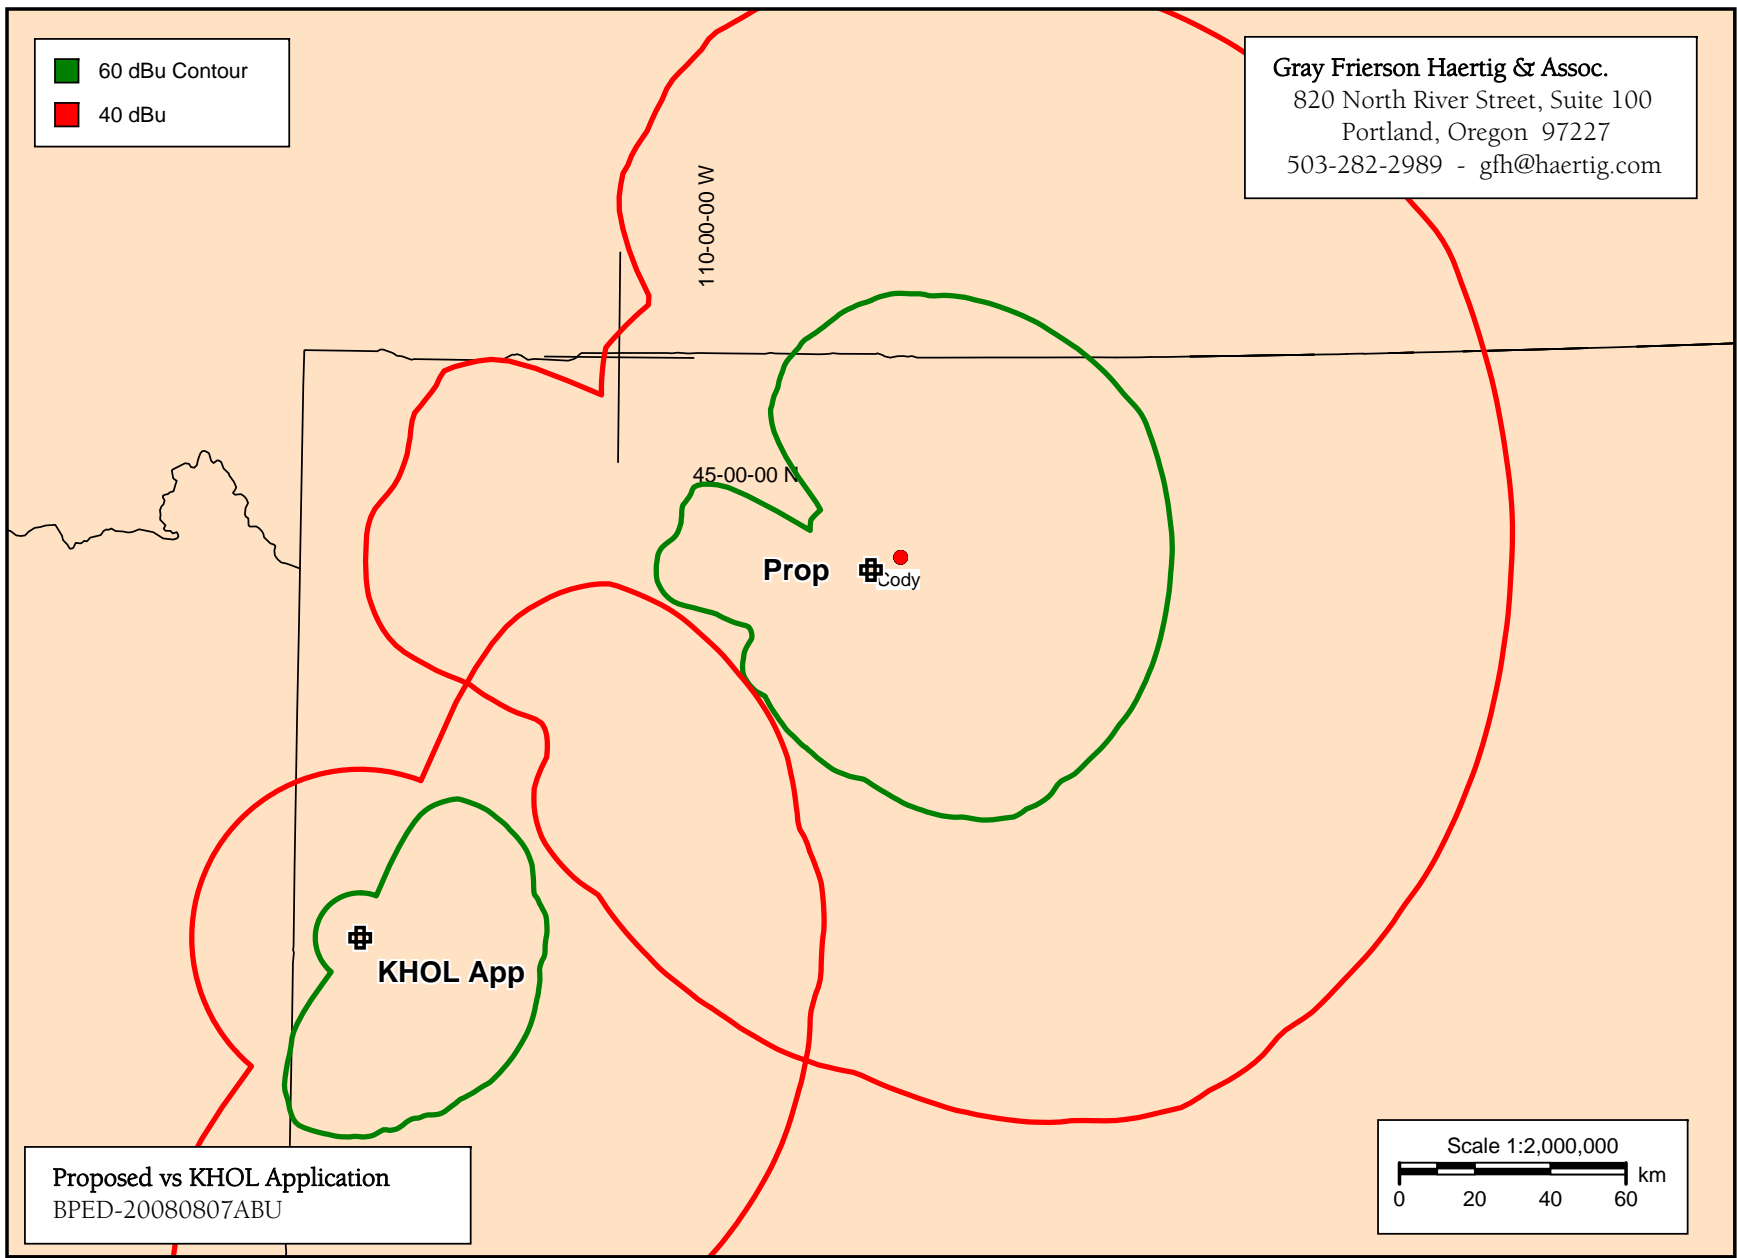 60 dBu Contour
40 dBu
Gray Frierson Haertig & Assoc.
820 North River Street, Suite 100
Portland, Oregon 97227
503-282-2989 - gfh@haertig.com
110-00-00 W
45-00-00 N
Prop
Cody
KHOL App
Proposed vs KHOL Application
BPED-20080807ABU
Scale 1:2,000,000
km
0 20 40 60